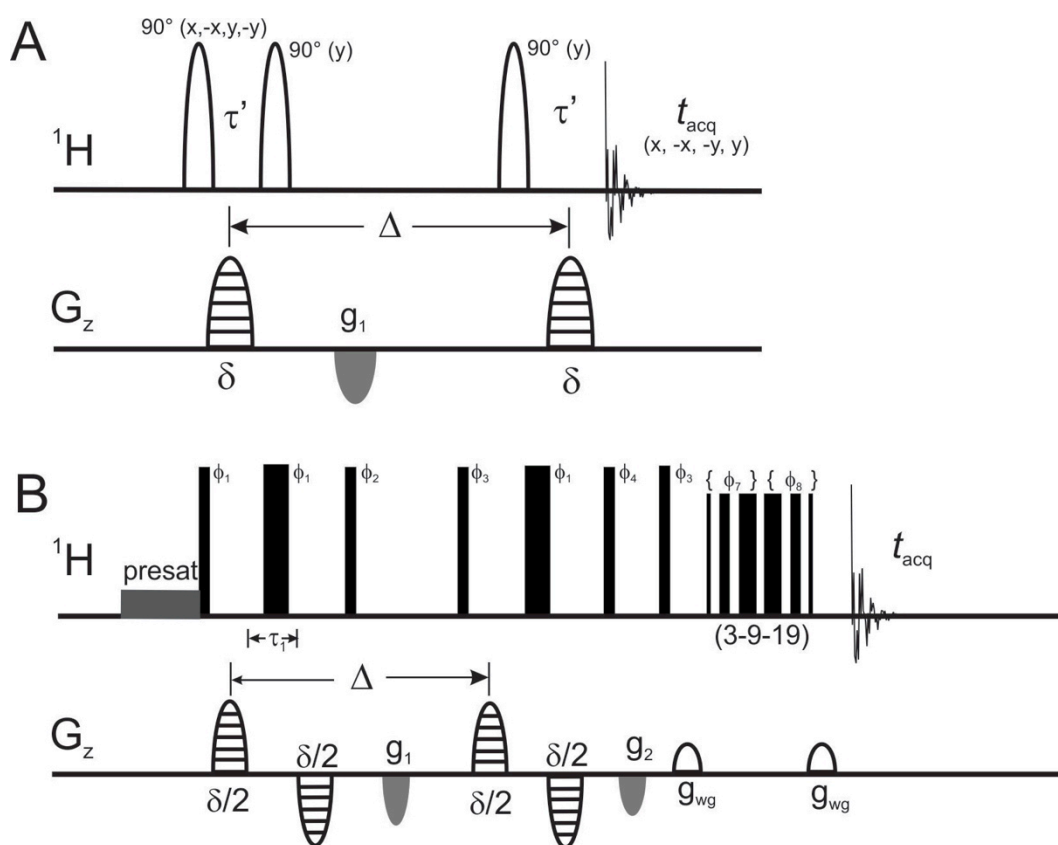 A
90° (x,-x,y,-y)
90° (y)
90° (y)
τ'
τ'
t_acq
(x, -x, -y, y)
¹H
Δ
G_z
g₁
δ
δ
B
ϕ₁
ϕ₁
ϕ₂
ϕ₃
ϕ₁
ϕ₄
ϕ₃
{ ϕ₇ } { ϕ₈ }
¹H
presat
t_acq
τ₁
(3-9-19)
Δ
G_z
δ/2
δ/2
g₁
δ/2
δ/2
g₂
g_wg
g_wg